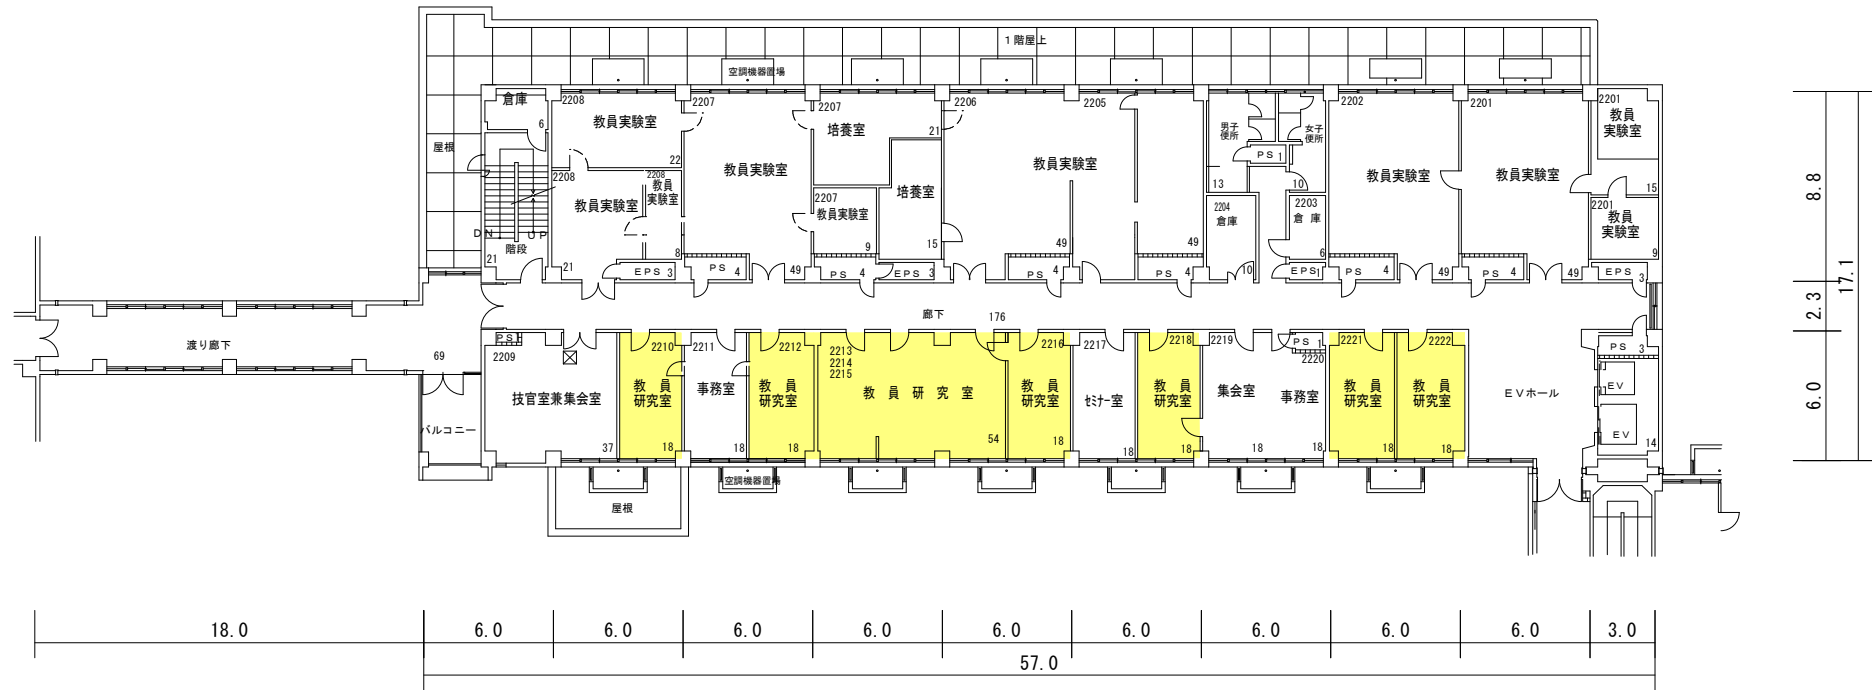 1階屋上
空調機器置場
倉庫
6
屋根
DN
UP
階段
21
2208
教員実験室
22
2208
教員実験室
21
2208
教員
実験室
8
EPS 3
2207
教員実験室
49
PS
4
2207
培養室
21
培養室
15
2207
教員実験室
9
PS 4
EPS 3
2206
2205
教員実験室
49
PS 4
49
PS 4
男子
便所
13
女子
便所
10
PS 1
2204
倉庫
10
2203
倉庫
6
EPS1
2202
教員実験室
49
PS 4
2201
教員実験室
49
PS 4
2201
教員
実験室
15
2201
教員
実験室
9
EPS
3
廊下
176
渡り廊下
69
バルコニー
PS1
2209
技官室兼集会室
37
2210
教員
研究室
18
2211
事務室
18
2212
教員
研究室
18
2213
2214
2215
教員研究室
54
2216
教員
研究室
18
2217
セミナー室
18
2218
教員
研究室
18
2219
集会室
18
PS 1
2220
事務室
18
2221
教員
研究室
18
2222
教員
研究室
18
EVホール
PS 3
EV
EV
14
空調機器置場
屋根
8.8
2.3
6.0
17.1
18.0
6.0
6.0
6.0
6.0
6.0
6.0
6.0
6.0
6.0
3.0
57.0